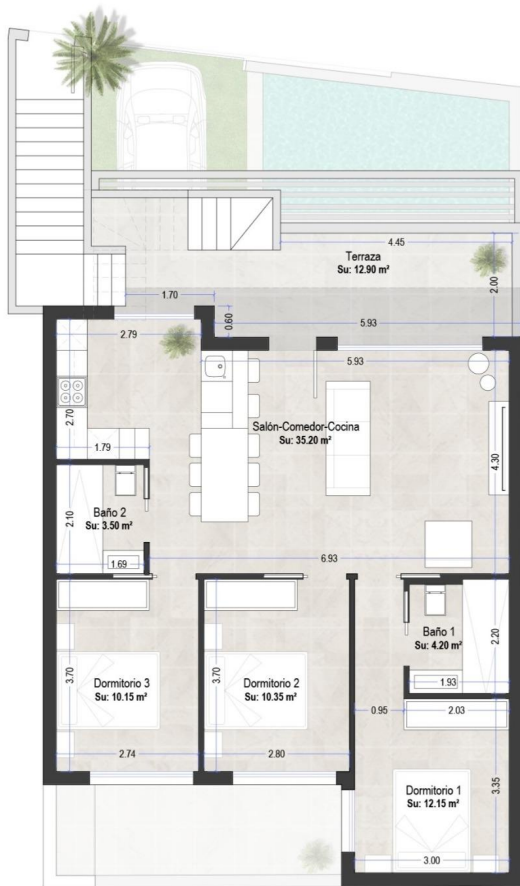 4.45
Terraza
Su: 12.90 m²
2.00
1.70
0.60
5.93
2.79
5.93
2.70
Salón-Comedor-Cocina
Su: 35.20 m²
1.79
4.30
2.10
Baño 2
Su: 3.50 m²
1.69
6.93
Baño 1
Su: 4.20 m²
2.20
1.93
3.70
Dormitorio 3
Su: 10.15 m²
3.70
Dormitorio 2
Su: 10.35 m²
0.95
2.03
2.74
2.80
Dormitorio 1
Su: 12.15 m²
3.35
3.00